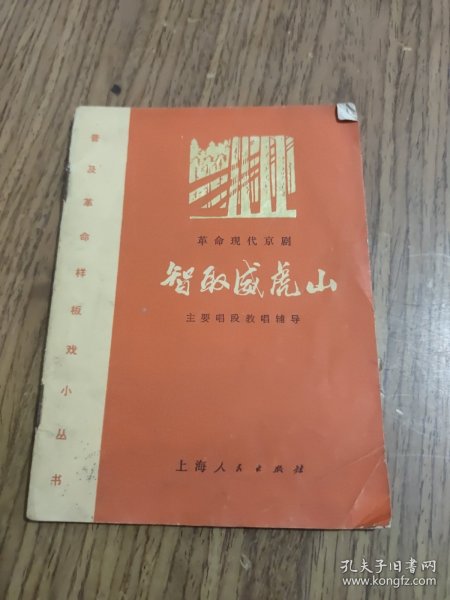 普及革命样板戏小丛书
革命现代京剧
智取威虎山
主要唱段教唱辅导
上海人民出版社
孔夫子旧书网
www.kongfz.com